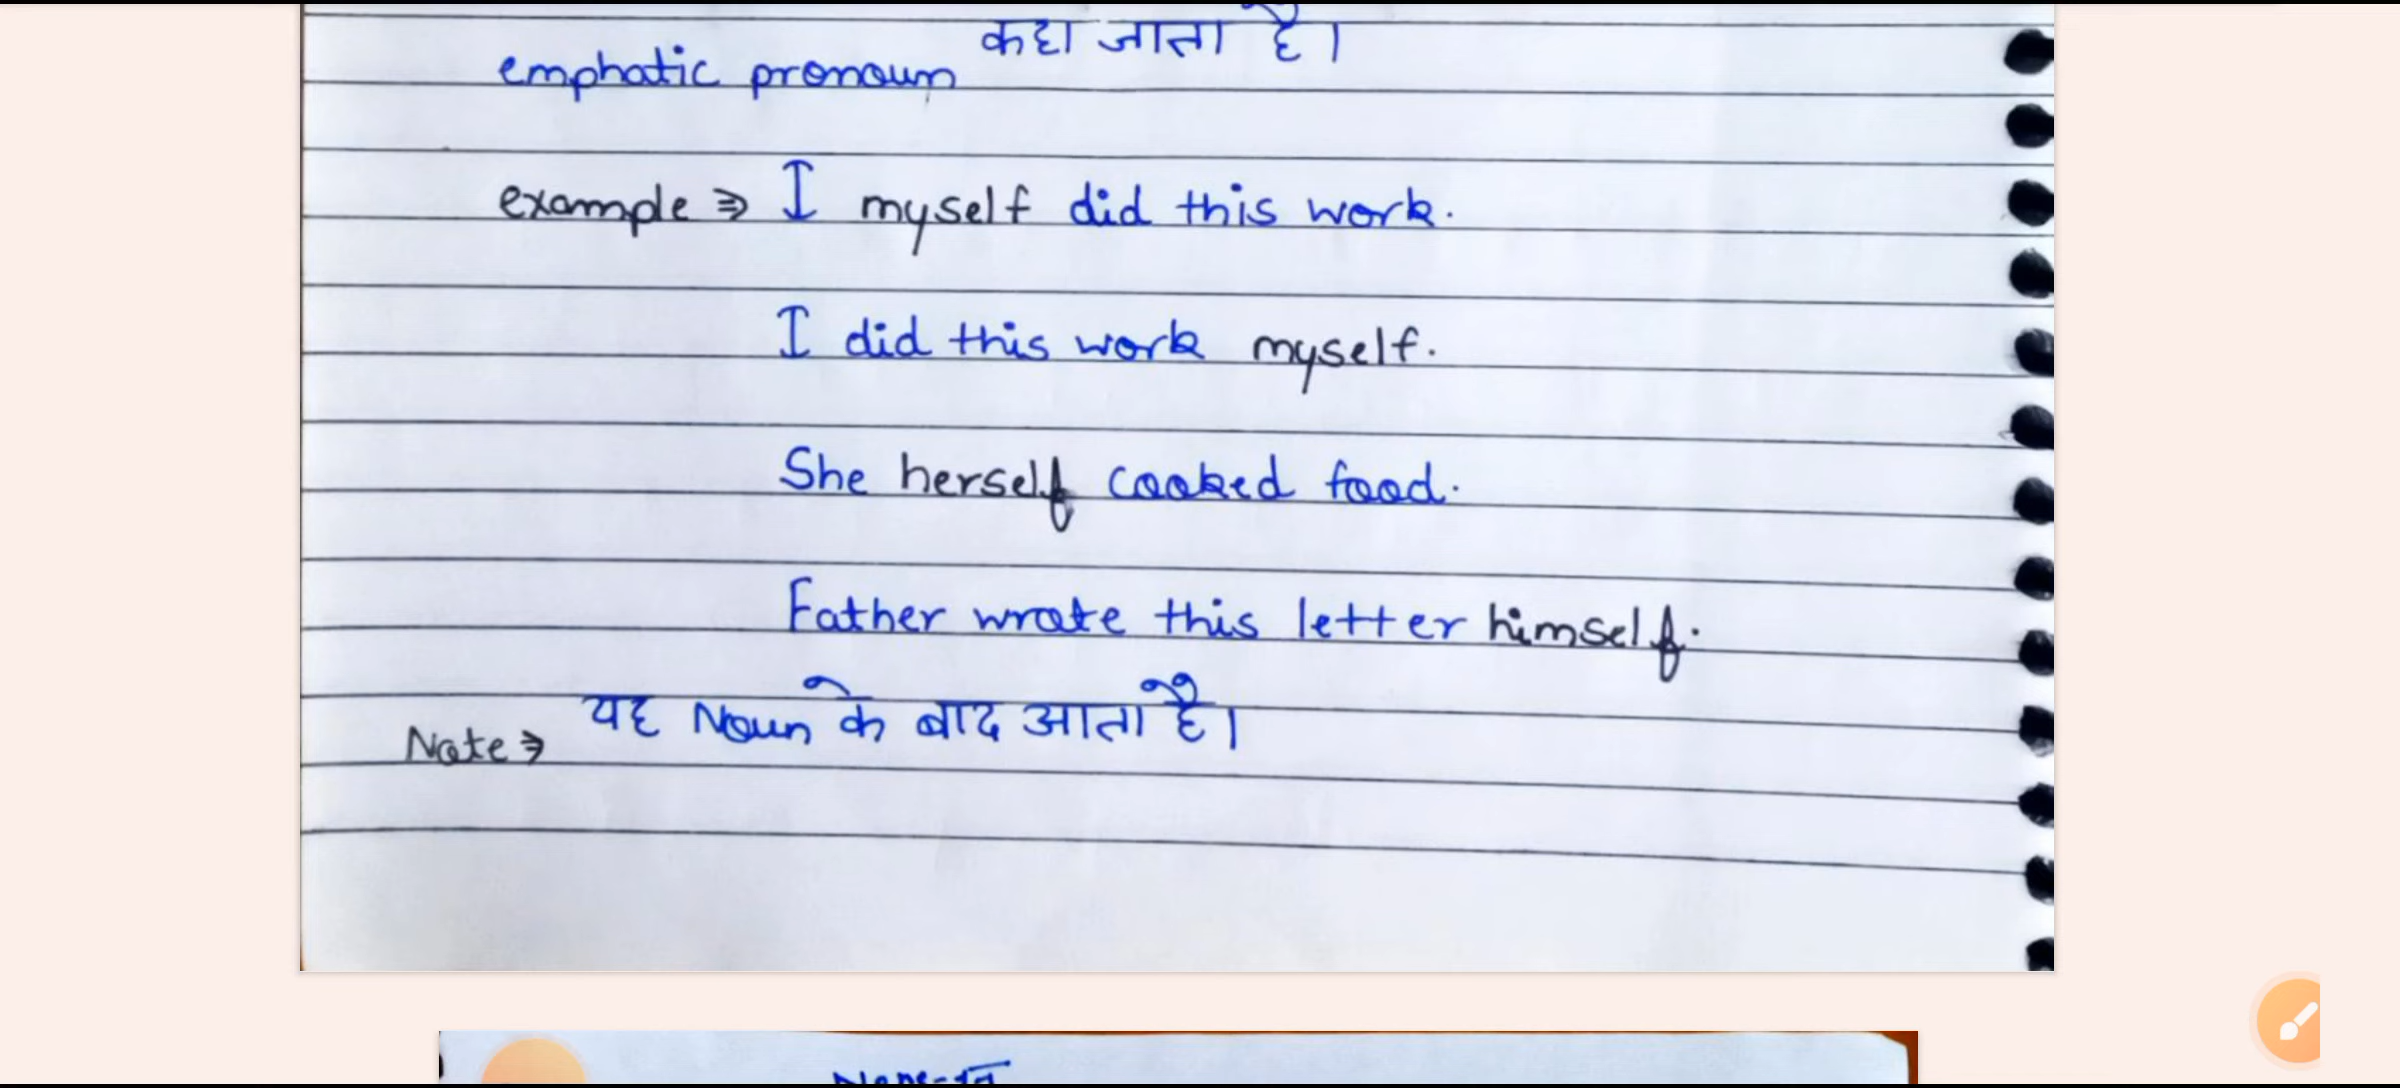 कहा जाता है।
emphatic pronoun
example ⇒ I myself did this work.
I did this work myself.
She herself cooked food.
Father wrote this letter himself.
Note ⇒ यह Noun के बाद आता है।